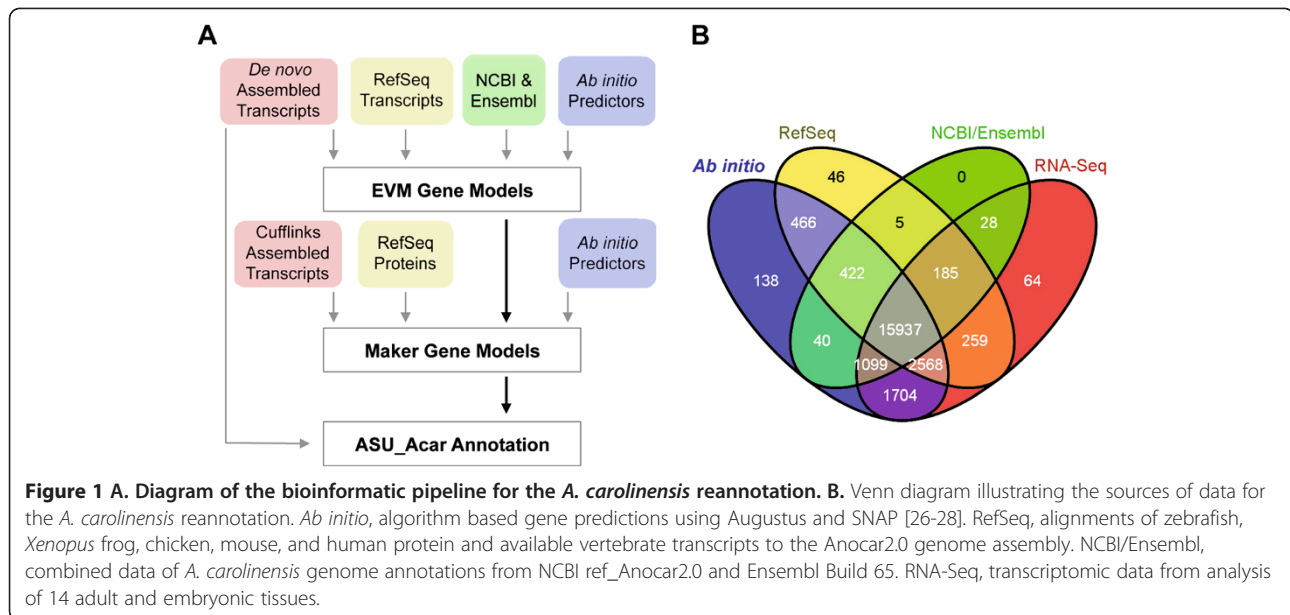 A
De novo
Assembled
Transcripts
RefSeq
Transcripts
NCBI &
Ensembl
Ab initio
Predictors
EVM Gene Models
Cufflinks
Assembled
Transcripts
RefSeq
Proteins
Ab initio
Predictors
Maker Gene Models
ASU_Acar Annotation
B
RefSeq
NCBI/Ensembl
Ab initio
RNA-Seq
46
0
466
5
28
138
422
185
64
15937
40
259
1099
2568
1704
Figure 1 A. Diagram of the bioinformatic pipeline for the A. carolinensis reannotation. B. Venn diagram illustrating the sources of data for
the A. carolinensis reannotation. Ab initio, algorithm based gene predictions using Augustus and SNAP [26-28]. RefSeq, alignments of zebrafish,
Xenopus frog, chicken, mouse, and human protein and available vertebrate transcripts to the Anocar2.0 genome assembly. NCBI/Ensembl,
combined data of A. carolinensis genome annotations from NCBI ref_Anocar2.0 and Ensembl Build 65. RNA-Seq, transcriptomic data from analysis
of 14 adult and embryonic tissues.